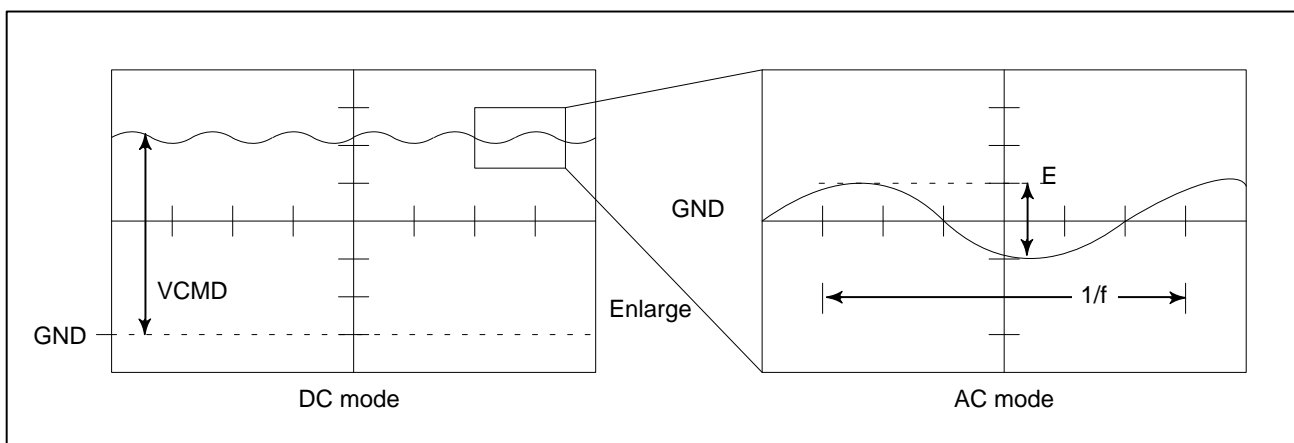 VCMD
GND
DC mode
Enlarge
GND
E
1/f
AC mode